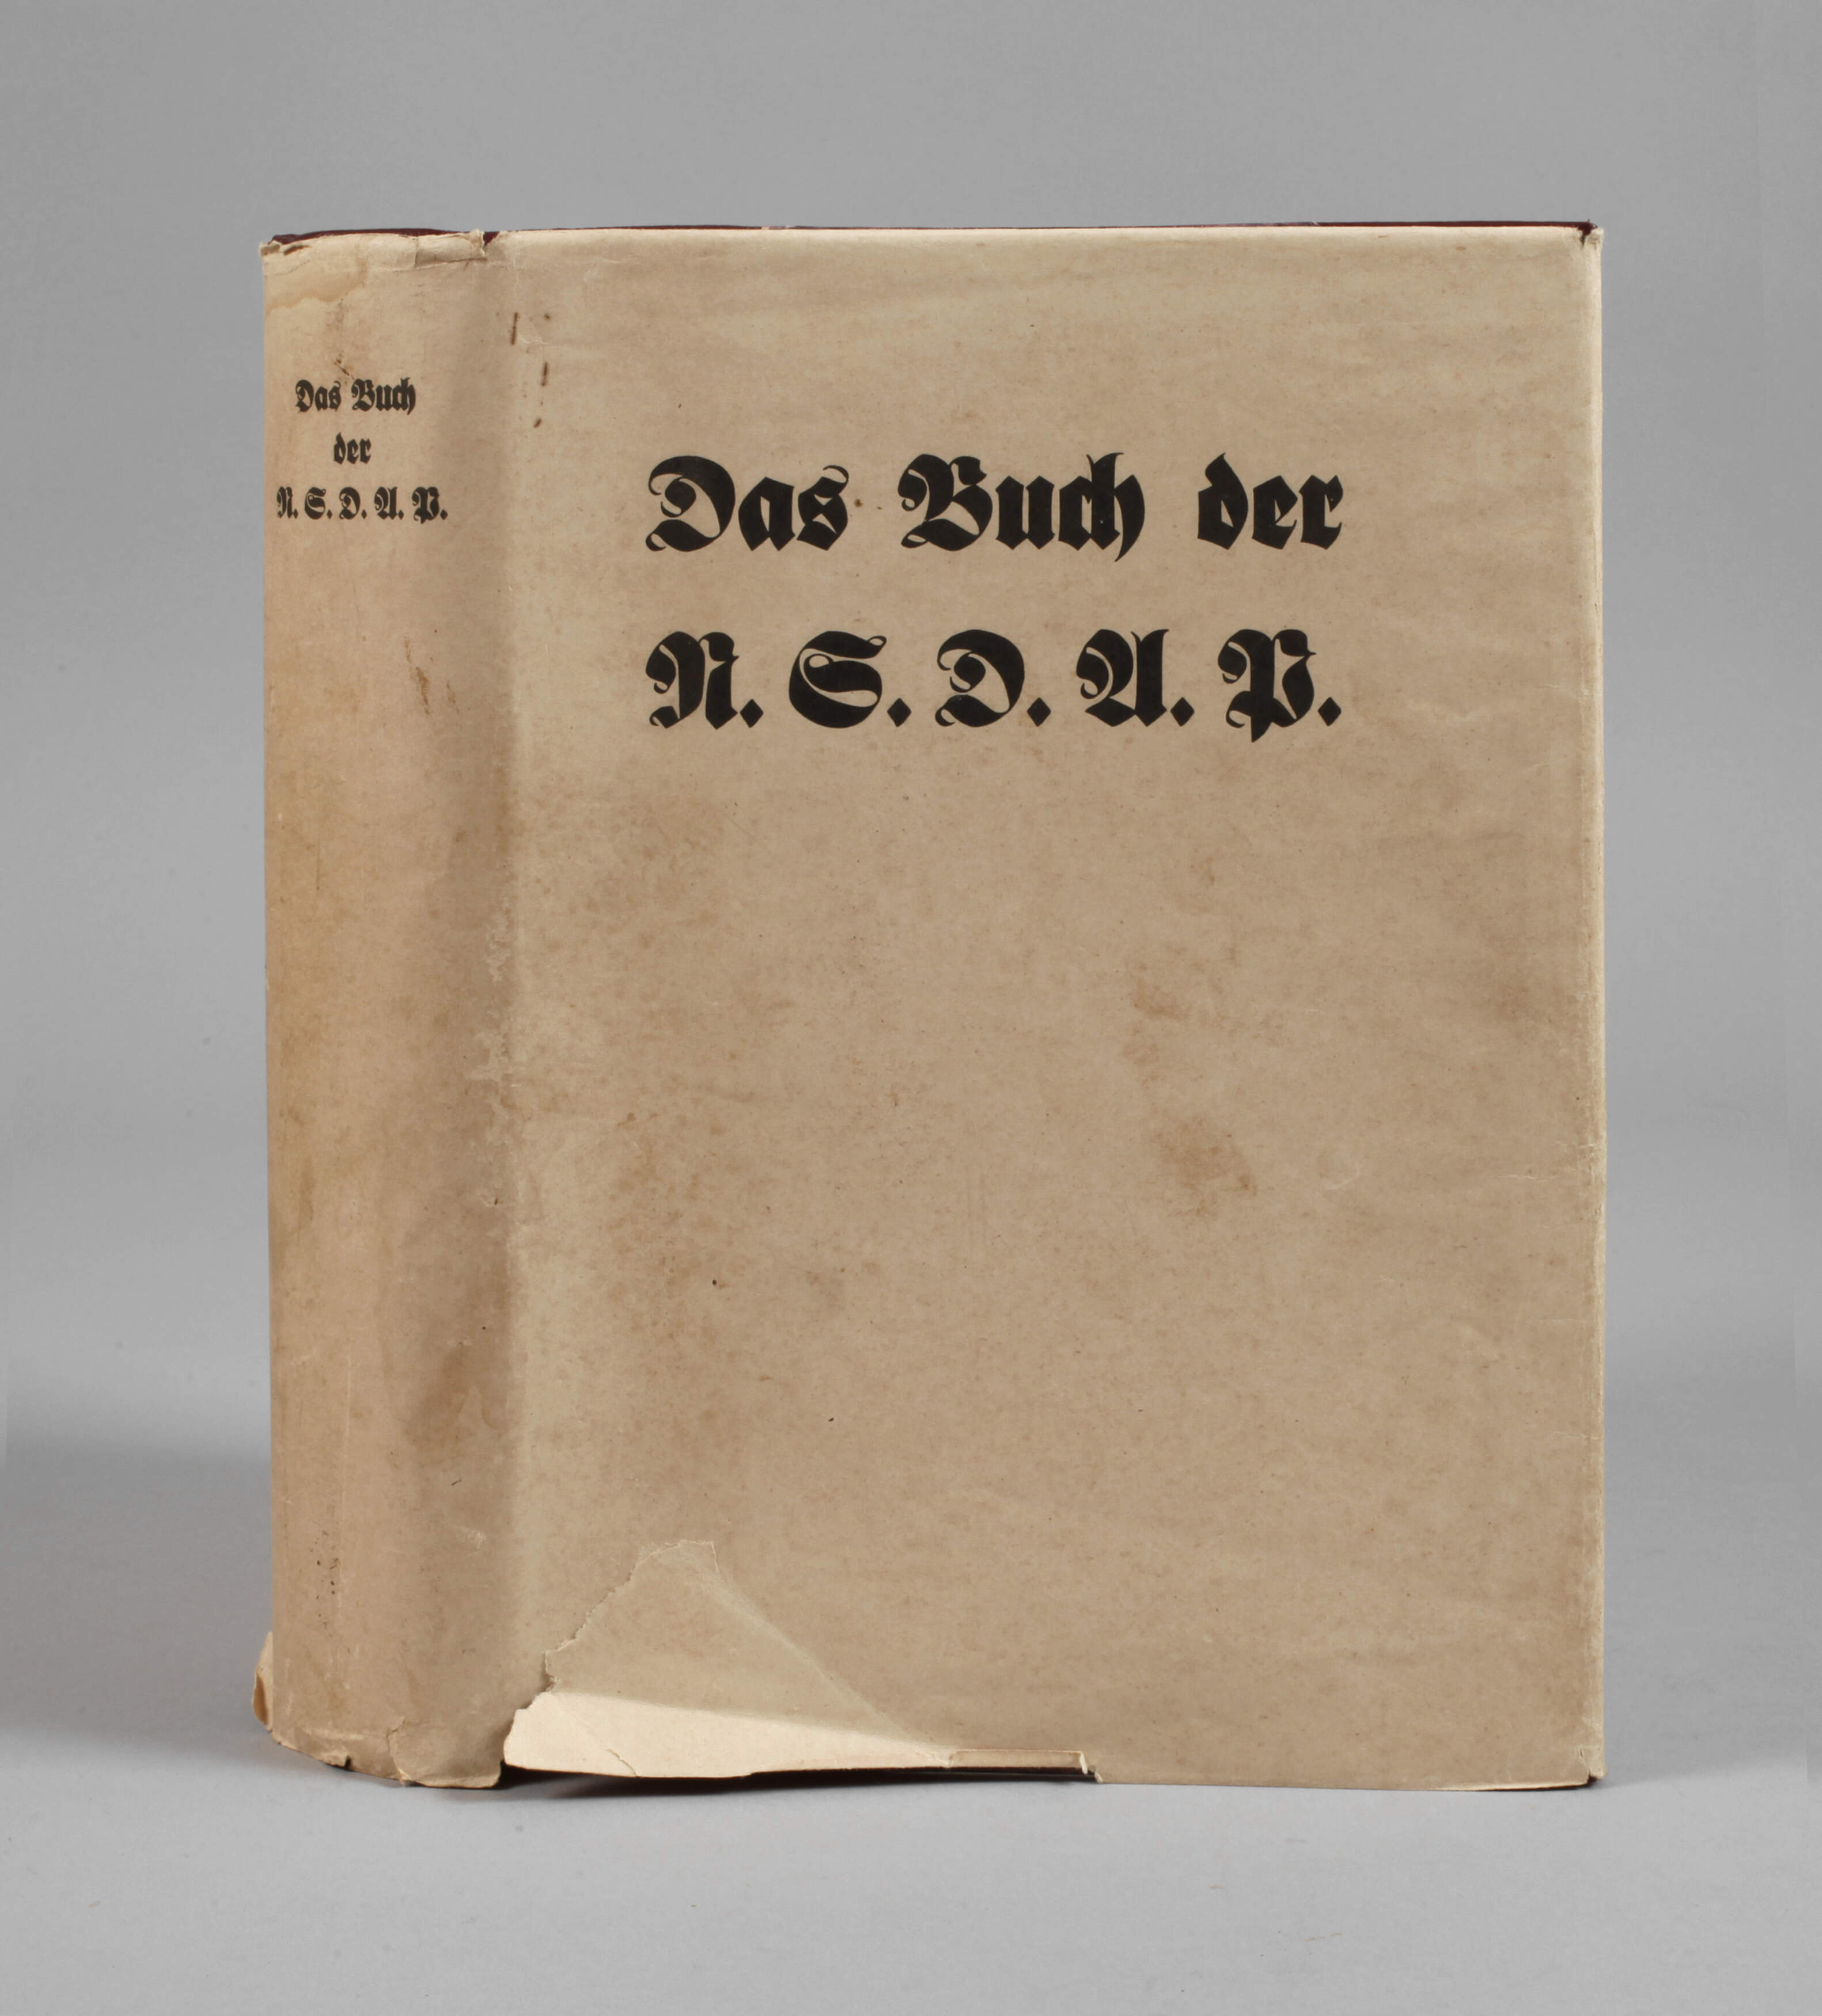 Das Buch
der
N. S. D. A. P.
Das Buch der
N. S. D. A. P.